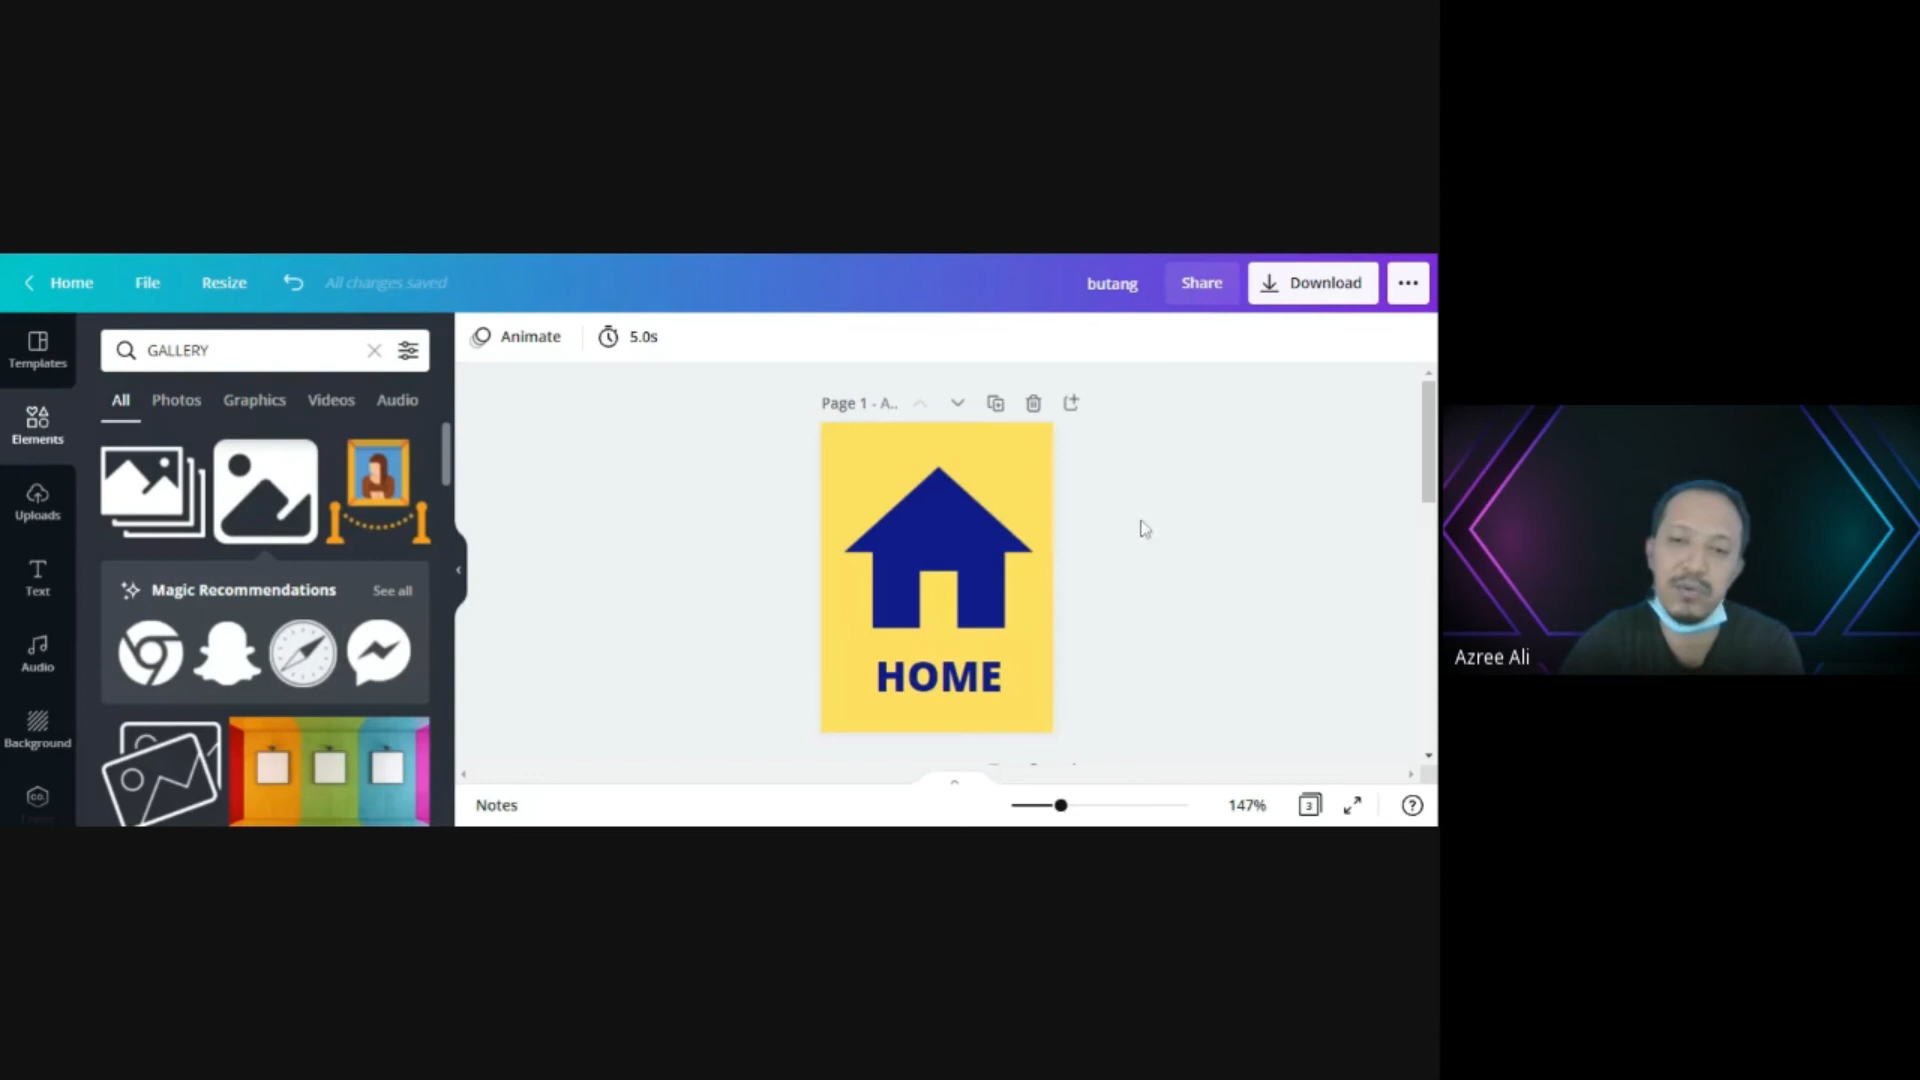 Home File Resize All changes saved butang Share Download
Templates
Elements
Uploads
Text
Audio
Background
GALLERY
All Photos Graphics Videos Audio
Magic Recommendations See all
Animate 5.0s
Page 1 - A..
HOME
Notes 147% 3
Azree Ali